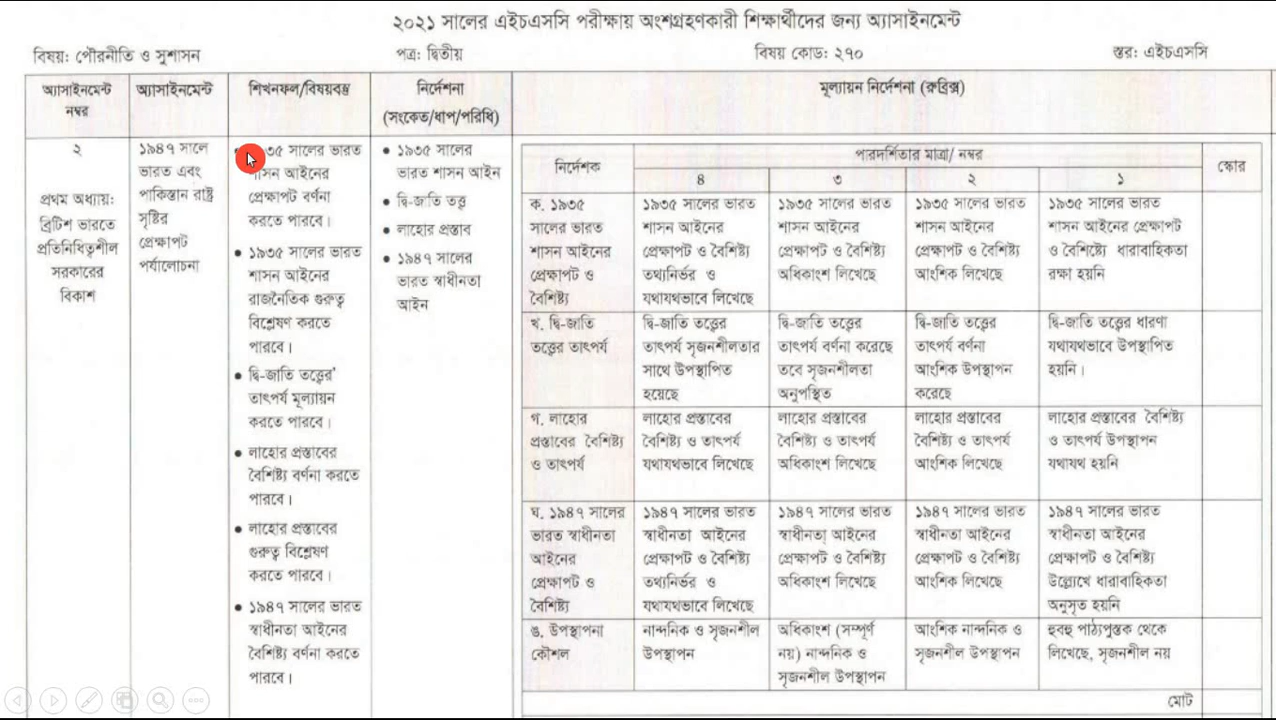 ২০২১ সালের এইচএসসি পরীক্ষায় অংশগ্রহণকারী শিক্ষার্থীদের জন্য অ্যাসাইনমেন্ট
বিষয়: পৌরনীতি ও সুশাসন
পত্র: দ্বিতীয়
বিষয় কোড: ২৭০
স্তর: এইচএসসি
অ্যাসাইনমেন্ট
নম্বর
অ্যাসাইনমেন্ট
শিখনফল/বিষয়বস্তু
নির্দেশনা
(সংকেত/ধাপ/পরিধি)
মূল্যায়ন নির্দেশনা (রুব্রিক্স)
২
প্রথম অধ্যায়:
ব্রিটিশ ভারতে
প্রতিনিধিত্বশীল
সরকারের
বিকাশ
১৯৪৭ সালে
ভারত এবং
পাকিস্তান রাষ্ট্র
সৃষ্টির
প্রেক্ষাপট
পর্যালোচনা
সালের ভারত
শাসন আইনের
প্রেক্ষাপট বর্ণনা
করতে পারবে।
● ১৯৩৫ সালের ভারত
শাসন আইনের
রাজনৈতিক গুরুত্ব
বিশ্লেষণ করতে
পারবে।
● দ্বি-জাতি তত্ত্বের'
তাৎপর্য মূল্যায়ন
করতে পারবে।
● লাহোর প্রস্তাবের
বৈশিষ্ট্য বর্ণনা করতে
পারবে।
● লাহোর প্রস্তাবের
গুরুত্ব বিশ্লেষণ
করতে পারবে।
● ১৯৪৭ সালের ভারত
স্বাধীনতা আইনের
বৈশিষ্ট্য বর্ণনা করতে
পারবে।
● ১৯৩৫ সালের
ভারত শাসন আইন
● দ্বি-জাতি তত্ত্ব
● লাহোর প্রস্তাব
● ১৯৪৭ সালের
ভারত স্বাধীনতা
আইন
নির্দেশক
পারদর্শিতার মাত্রা/ নম্বর
স্কোর
৪
৩
২
১
ক. ১৯৩৫
সালের ভারত
শাসন আইনের
প্রেক্ষাপট ও
বৈশিষ্ট্য
১৯৩৫ সালের ভারত
শাসন আইনের
প্রেক্ষাপট ও বৈশিষ্ট্য
তথ্যনির্ভর ও
যথাযথভাবে লিখেছে
১৯৩৫ সালের ভারত
শাসন আইনের
প্রেক্ষাপট ও বৈশিষ্ট্য
অধিকাংশ লিখেছে
১৯৩৫ সালের ভারত
শাসন আইনের
প্রেক্ষাপট ও বৈশিষ্ট্য
আংশিক লিখেছে
১৯৩৫ সালের ভারত
শাসন আইনের প্রেক্ষাপট
ও বৈশিষ্ট্যে ধারাবাহিকতা
রক্ষা হয়নি
খ. দ্বি-জাতি
তত্ত্বের তাৎপর্য
দ্বি-জাতি তত্ত্বের
তাৎপর্য সৃজনশীলতার
সাথে উপস্থাপিত
হয়েছে
দ্বি-জাতি তত্ত্বের
তাৎপর্য বর্ণনা করেছে
তবে সৃজনশীলতা
অনুপস্থিত
দ্বি-জাতি তত্ত্বের
তাৎপর্য বর্ণনা
আংশিক উপস্থাপন
করেছে
দ্বি-জাতি তত্ত্বের ধারণা
যথাযথভাবে উপস্থাপিত
হয়নি।
গ. লাহোর
প্রস্তাবের বৈশিষ্ট্য
ও তাৎপর্য
লাহোর প্রস্তাবের
বৈশিষ্ট্য ও তাৎপর্য
যথাযথভাবে লিখেছে
লাহোর প্রস্তাবের
বৈশিষ্ট্য ও তাৎপর্য
অধিকাংশ লিখেছে
লাহোর প্রস্তাবের
বৈশিষ্ট্য ও তাৎপর্য
আংশিক লিখেছে
লাহোর প্রস্তাবের বৈশিষ্ট্য
ও তাৎপর্য উপস্থাপন
যথাযথ হয়নি
ঘ. ১৯৪৭ সালের
ভারত স্বাধীনতা
আইনের
প্রেক্ষাপট ও
বৈশিষ্ট্য
১৯৪৭ সালের ভারত
স্বাধীনতা আইনের
প্রেক্ষাপট ও বৈশিষ্ট্য
তথ্যনির্ভর ও
যথাযথভাবে লিখেছে
১৯৪৭ সালের ভারত
স্বাধীনতা আইনের
প্রেক্ষাপট ও বৈশিষ্ট্য
অধিকাংশ লিখেছে
১৯৪৭ সালের ভারত
স্বাধীনতা আইনের
প্রেক্ষাপট ও বৈশিষ্ট্য
আংশিক লিখেছে
১৯৪৭ সালের ভারত
স্বাধীনতা আইনের
প্রেক্ষাপট ও বৈশিষ্ট্য
উল্ল্যেখে ধারাবাহিকতা
অনুসৃত হয়নি
ঙ. উপস্থাপনা
কৌশল
নান্দনিক ও সৃজনশীল
উপস্থাপন
অধিকাংশ (সম্পূর্ণ
নয়) নান্দনিক ও
সৃজনশীল উপস্থাপন
আংশিক নান্দনিক ও
সৃজনশীল উপস্থাপন
হুবহু পাঠ্যপুস্তক থেকে
লিখেছে, সৃজনশীল নয়
মোট